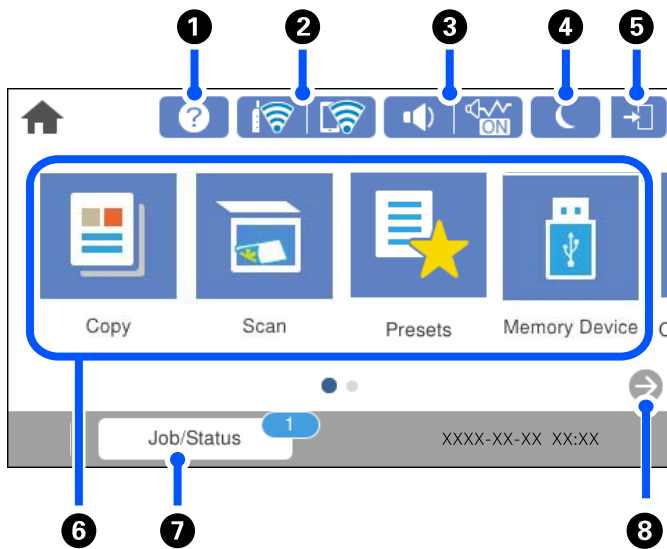 1 2 3 4 5
?
ON
Copy Scan Presets Memory Device C
Job/Status 1 XXXX-XX-XX XX:XX
6 7 8